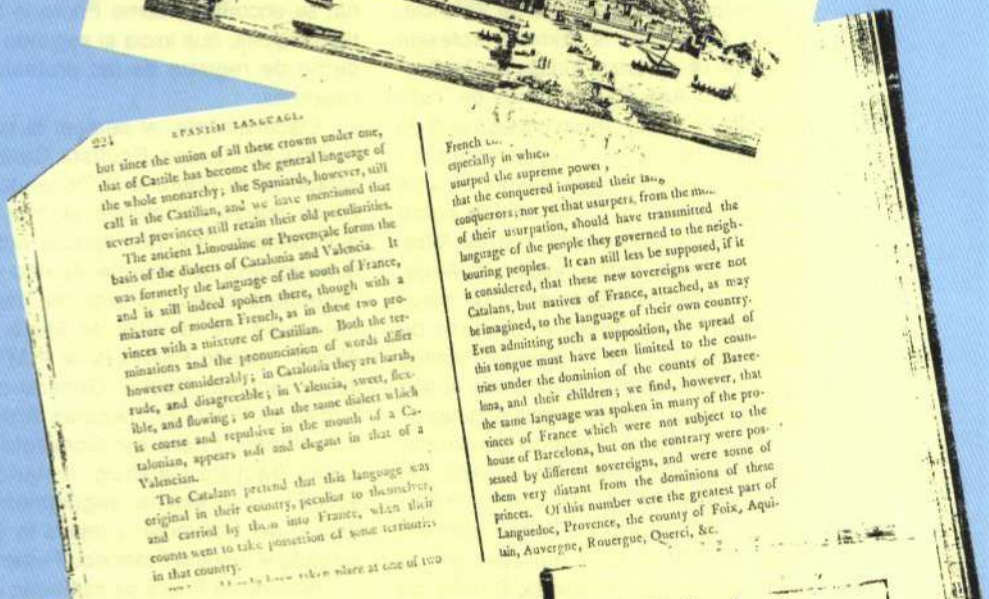 224 SPANISH LANGUAGE.
but since the union of all these crowns under one,
that of Castile has become the general language of
the whole monarchy; the Spaniards, however, still
call it the Castilian, and we have mentioned that
several provinces still retain their old peculiarities.
The ancient Limousine or Provençale forms the
basis of the dialects of Catalonia and Valencia. It
was formerly the language of the south of France,
and is still indeed spoken there, though with a
mixture of modern French, as in these two pro-
vinces with a mixture of Castilian. Both the ter-
minations and the pronunciation of words differ
however considerably; in Catalonia they are harsh,
rude, and disagreeable; in Valencia, sweet, flex-
ible, and flowing; so that the same dialect which
is coarse and repulsive in the mouth of a Ca-
talonian, appears soft and elegant in that of a
Valencian.
The Catalans pretend that this language was
original in their country, peculiar to themselves,
and carried by them into France, when their
counts went to take possession of some territories
in that country.
taken place at one of two
French
especially in which
usurped the supreme power,
that the conquered imposed their
conquerors; nor yet that usurpers, from the
of their usurpation, should have transmitted the
language of the people they governed to the neigh-
bouring peoples. It can still less be supposed, if it
is considered, that these new sovereigns were not
Catalans, but natives of France, attached, as may
be imagined, to the language of their own country.
Even admitting such a supposition, the spread of
this tongue must have been limited to the coun-
tries under the dominion of the counts of Barce-
lona, and their children; we find, however, that
the same language was spoken in many of the pro-
vinces of France which were not subject to the
house of Barcelona, but on the contrary were pos-
sessed by different sovereigns, and were some of
them very distant from the dominions of these
princes. Of this number were the greatest part of
Languedoc, Provence, the county of Foix, Aqui-
tain, Auvergne, Rouergue, Querci, &c.